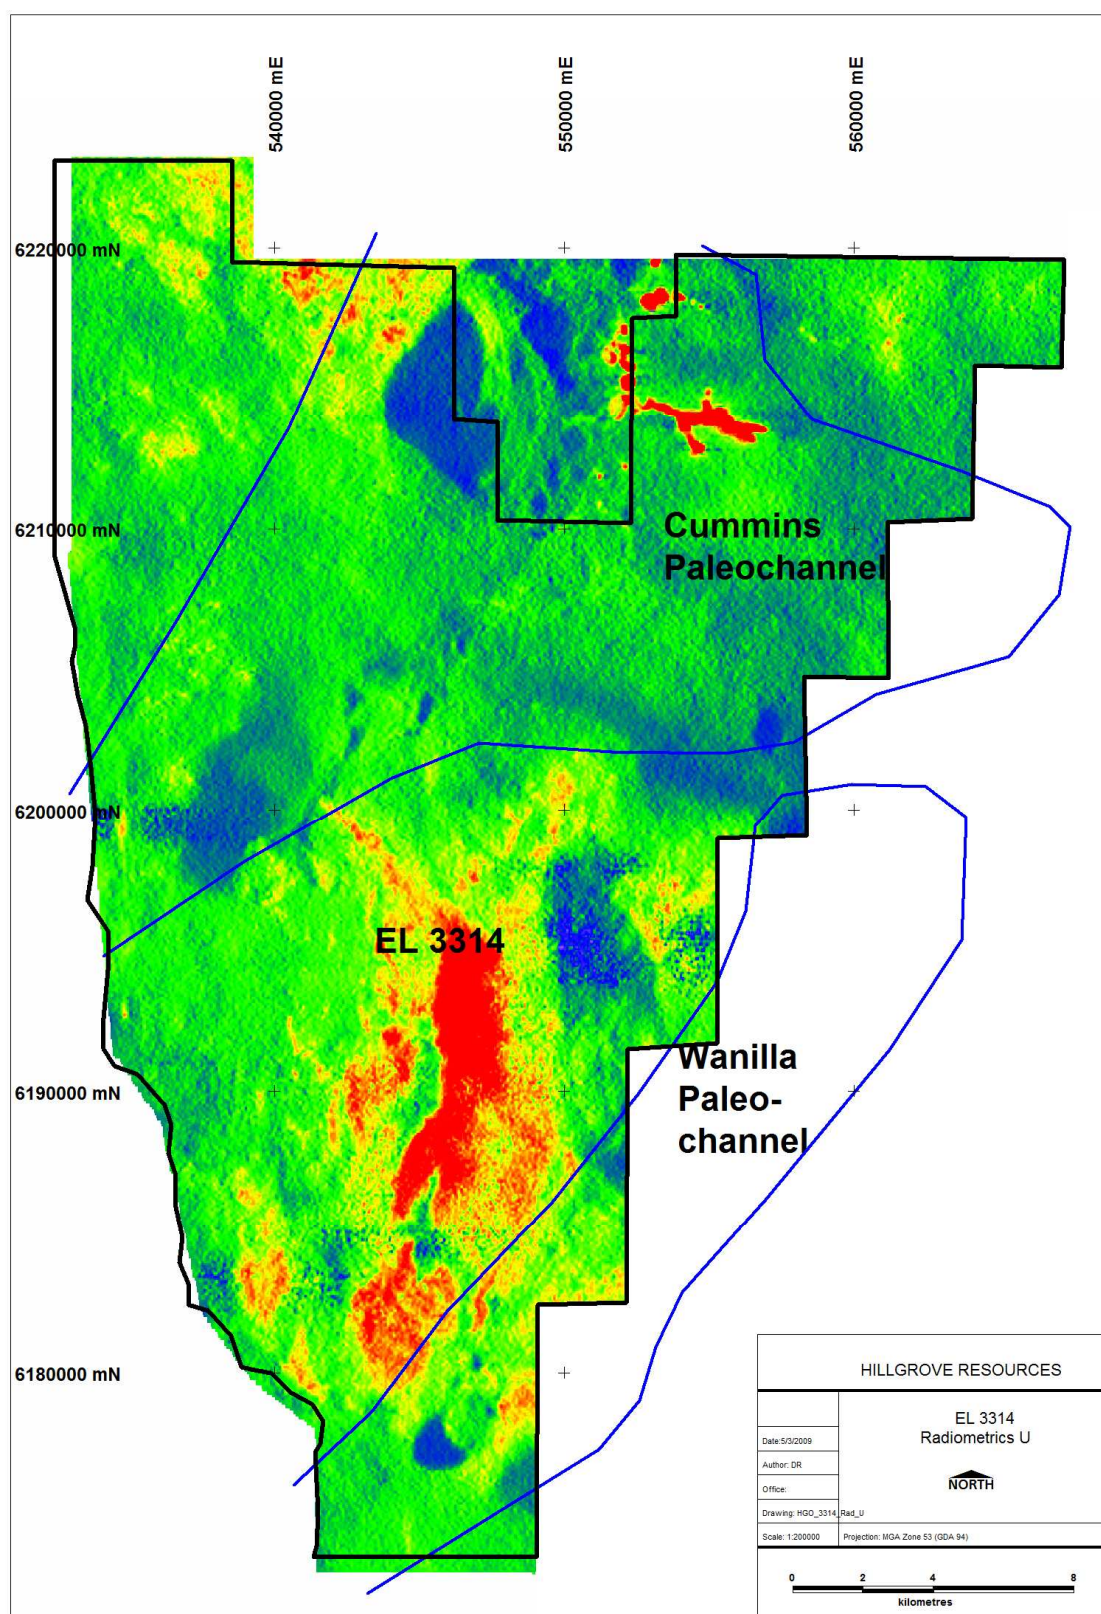 540000 mE
550000 mE
560000 mE
6220000 mN
6210000 mN
Cummins
Paleochannel
6200000 mN
EL 3314
Wanilla
Paleo-
channel
6190000 mN
6180000 mN
HILLGROVE RESOURCES
EL 3314
Radiometrics U
Date:5/3/2009
Author: DR
Office:
NORTH
Drawing: HGO_3314_Rad_U
Scale: 1:200000
Projection: MGA Zone 53 (GDA 94)
0 2 4 8
kilometres